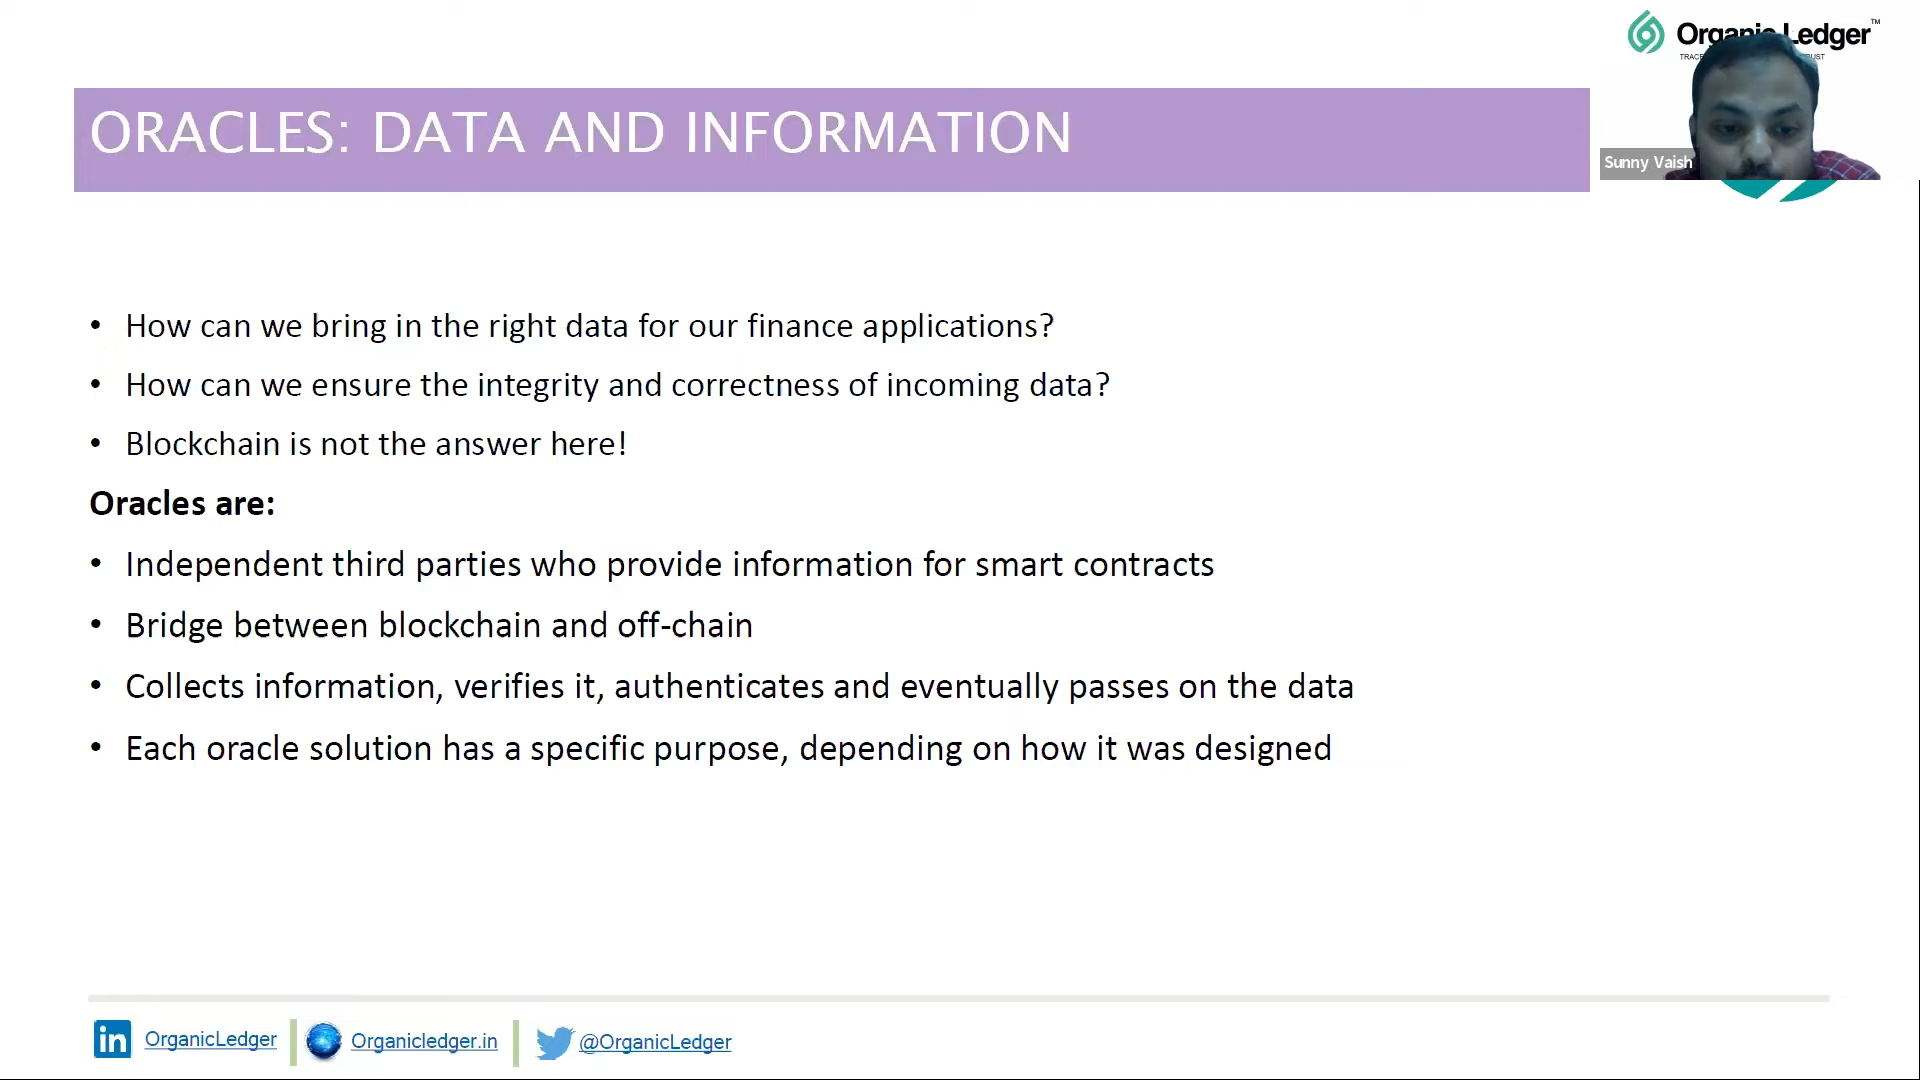 Ledger
TM
ORACLES: DATA AND INFORMATION
Sunny Vaish
• How can we bring in the right data for our finance applications?
• How can we ensure the integrity and correctness of incoming data?
• Blockchain is not the answer here!
Oracles are:
• Independent third parties who provide information for smart contracts
• Bridge between blockchain and off-chain
• Collects information, verifies it, authenticates and eventually passes on the data
• Each oracle solution has a specific purpose, depending on how it was designed
in OrganicLedger Organicledger.in @OrganicLedger